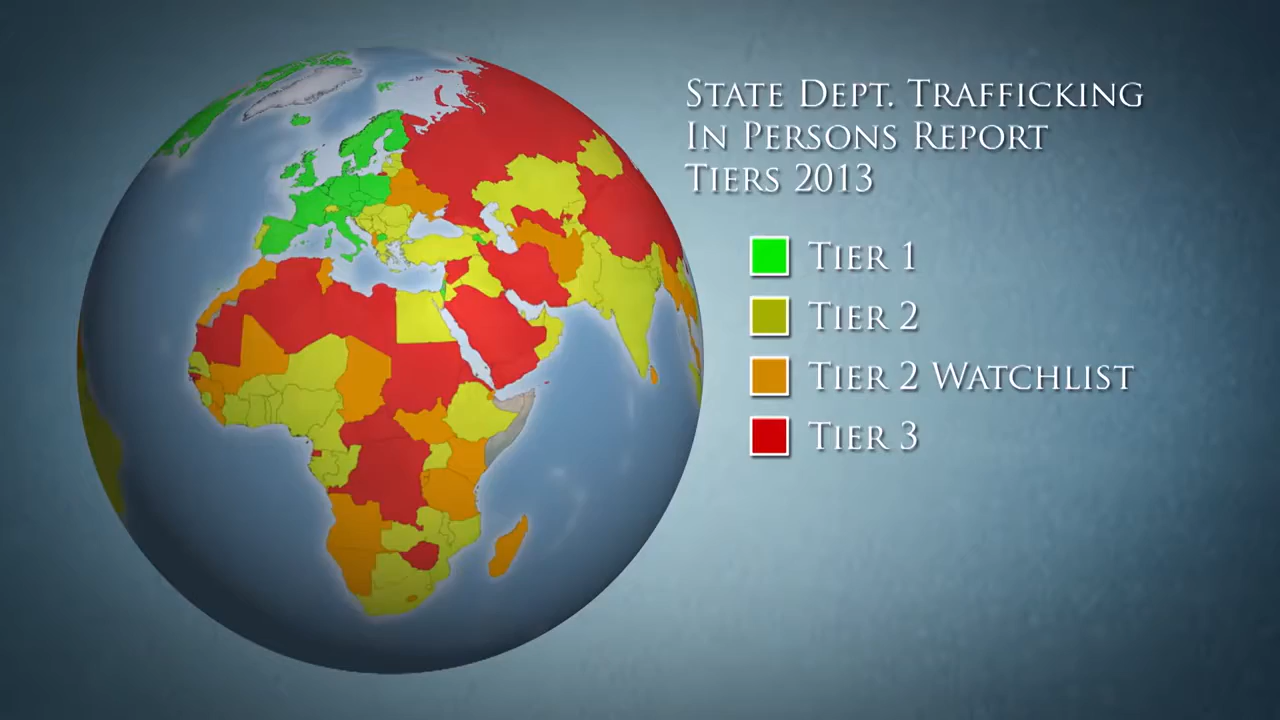 State Dept. Trafficking
In Persons Report
Tiers 2013
Tier 1
Tier 2
Tier 2 Watchlist
Tier 3